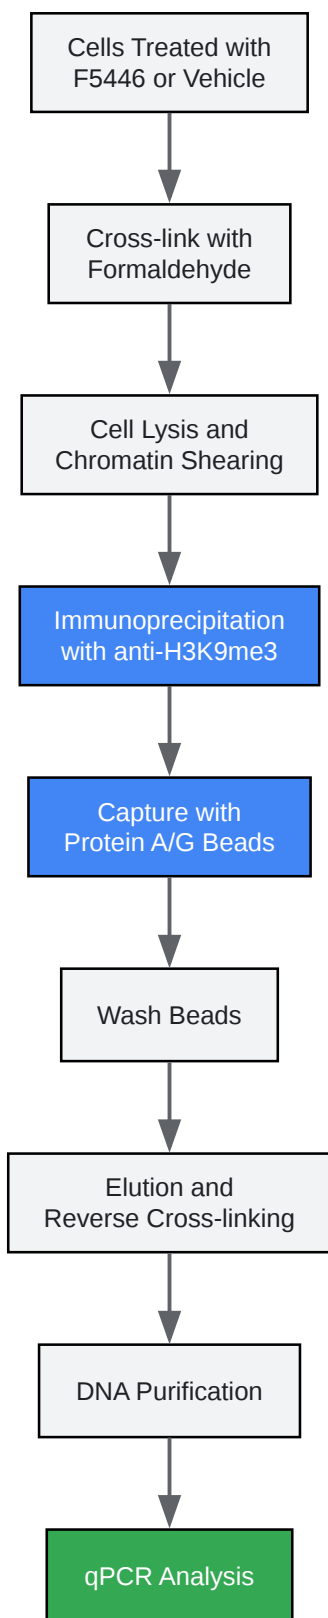 Cells Treated with
F5446 or Vehicle
Cross-link with
Formaldehyde
Cell Lysis and
Chromatin Shearing
Immunoprecipitation
with anti-H3K9me3
Capture with
Protein A/G Beads
Wash Beads
Elution and
Reverse Cross-linking
DNA Purification
qPCR Analysis